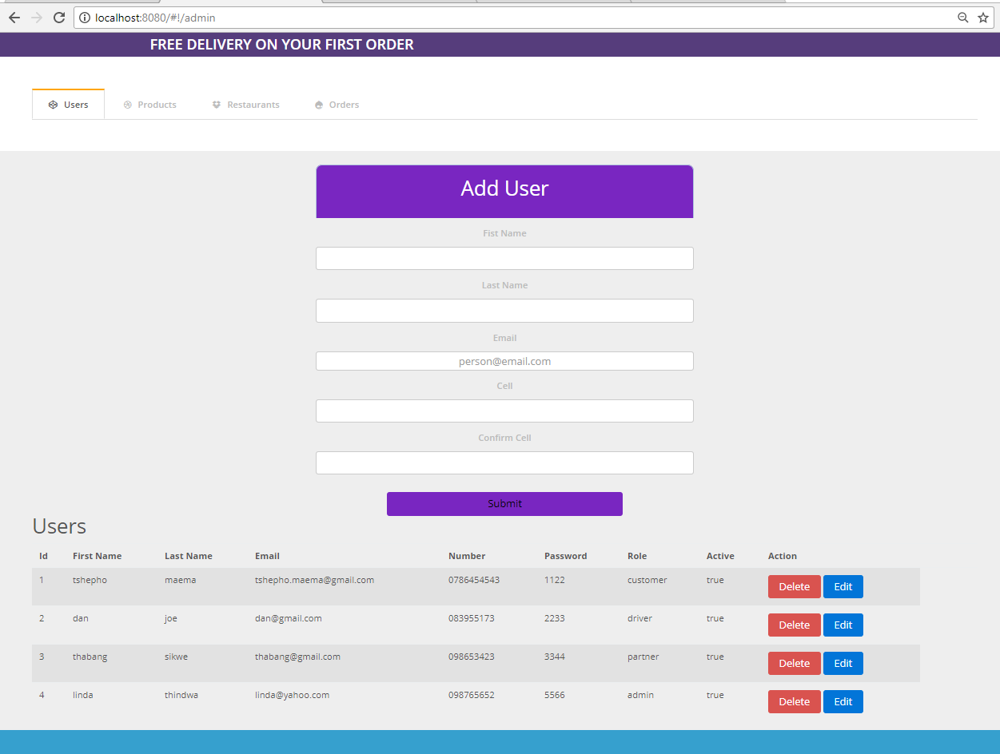 localhost:8080/#!/admin
FREE DELIVERY ON YOUR FIRST ORDER
Users Products Restaurants Orders
Add User
Fist Name
Last Name
Email
person@email.com
Cell
Confirm Cell
Submit
Users
Id First Name Last Name Email Number Password Role Active Action
1 tshepho maema tshepho.maema@gmail.com 0786454543 1122 customer true Delete Edit
2 dan joe dan@gmail.com 083955173 2233 driver true Delete Edit
3 thabang sikwe thabang@gmail.com 098653423 3344 partner true Delete Edit
4 linda thindwa linda@yahoo.com 098765652 5566 admin true Delete Edit